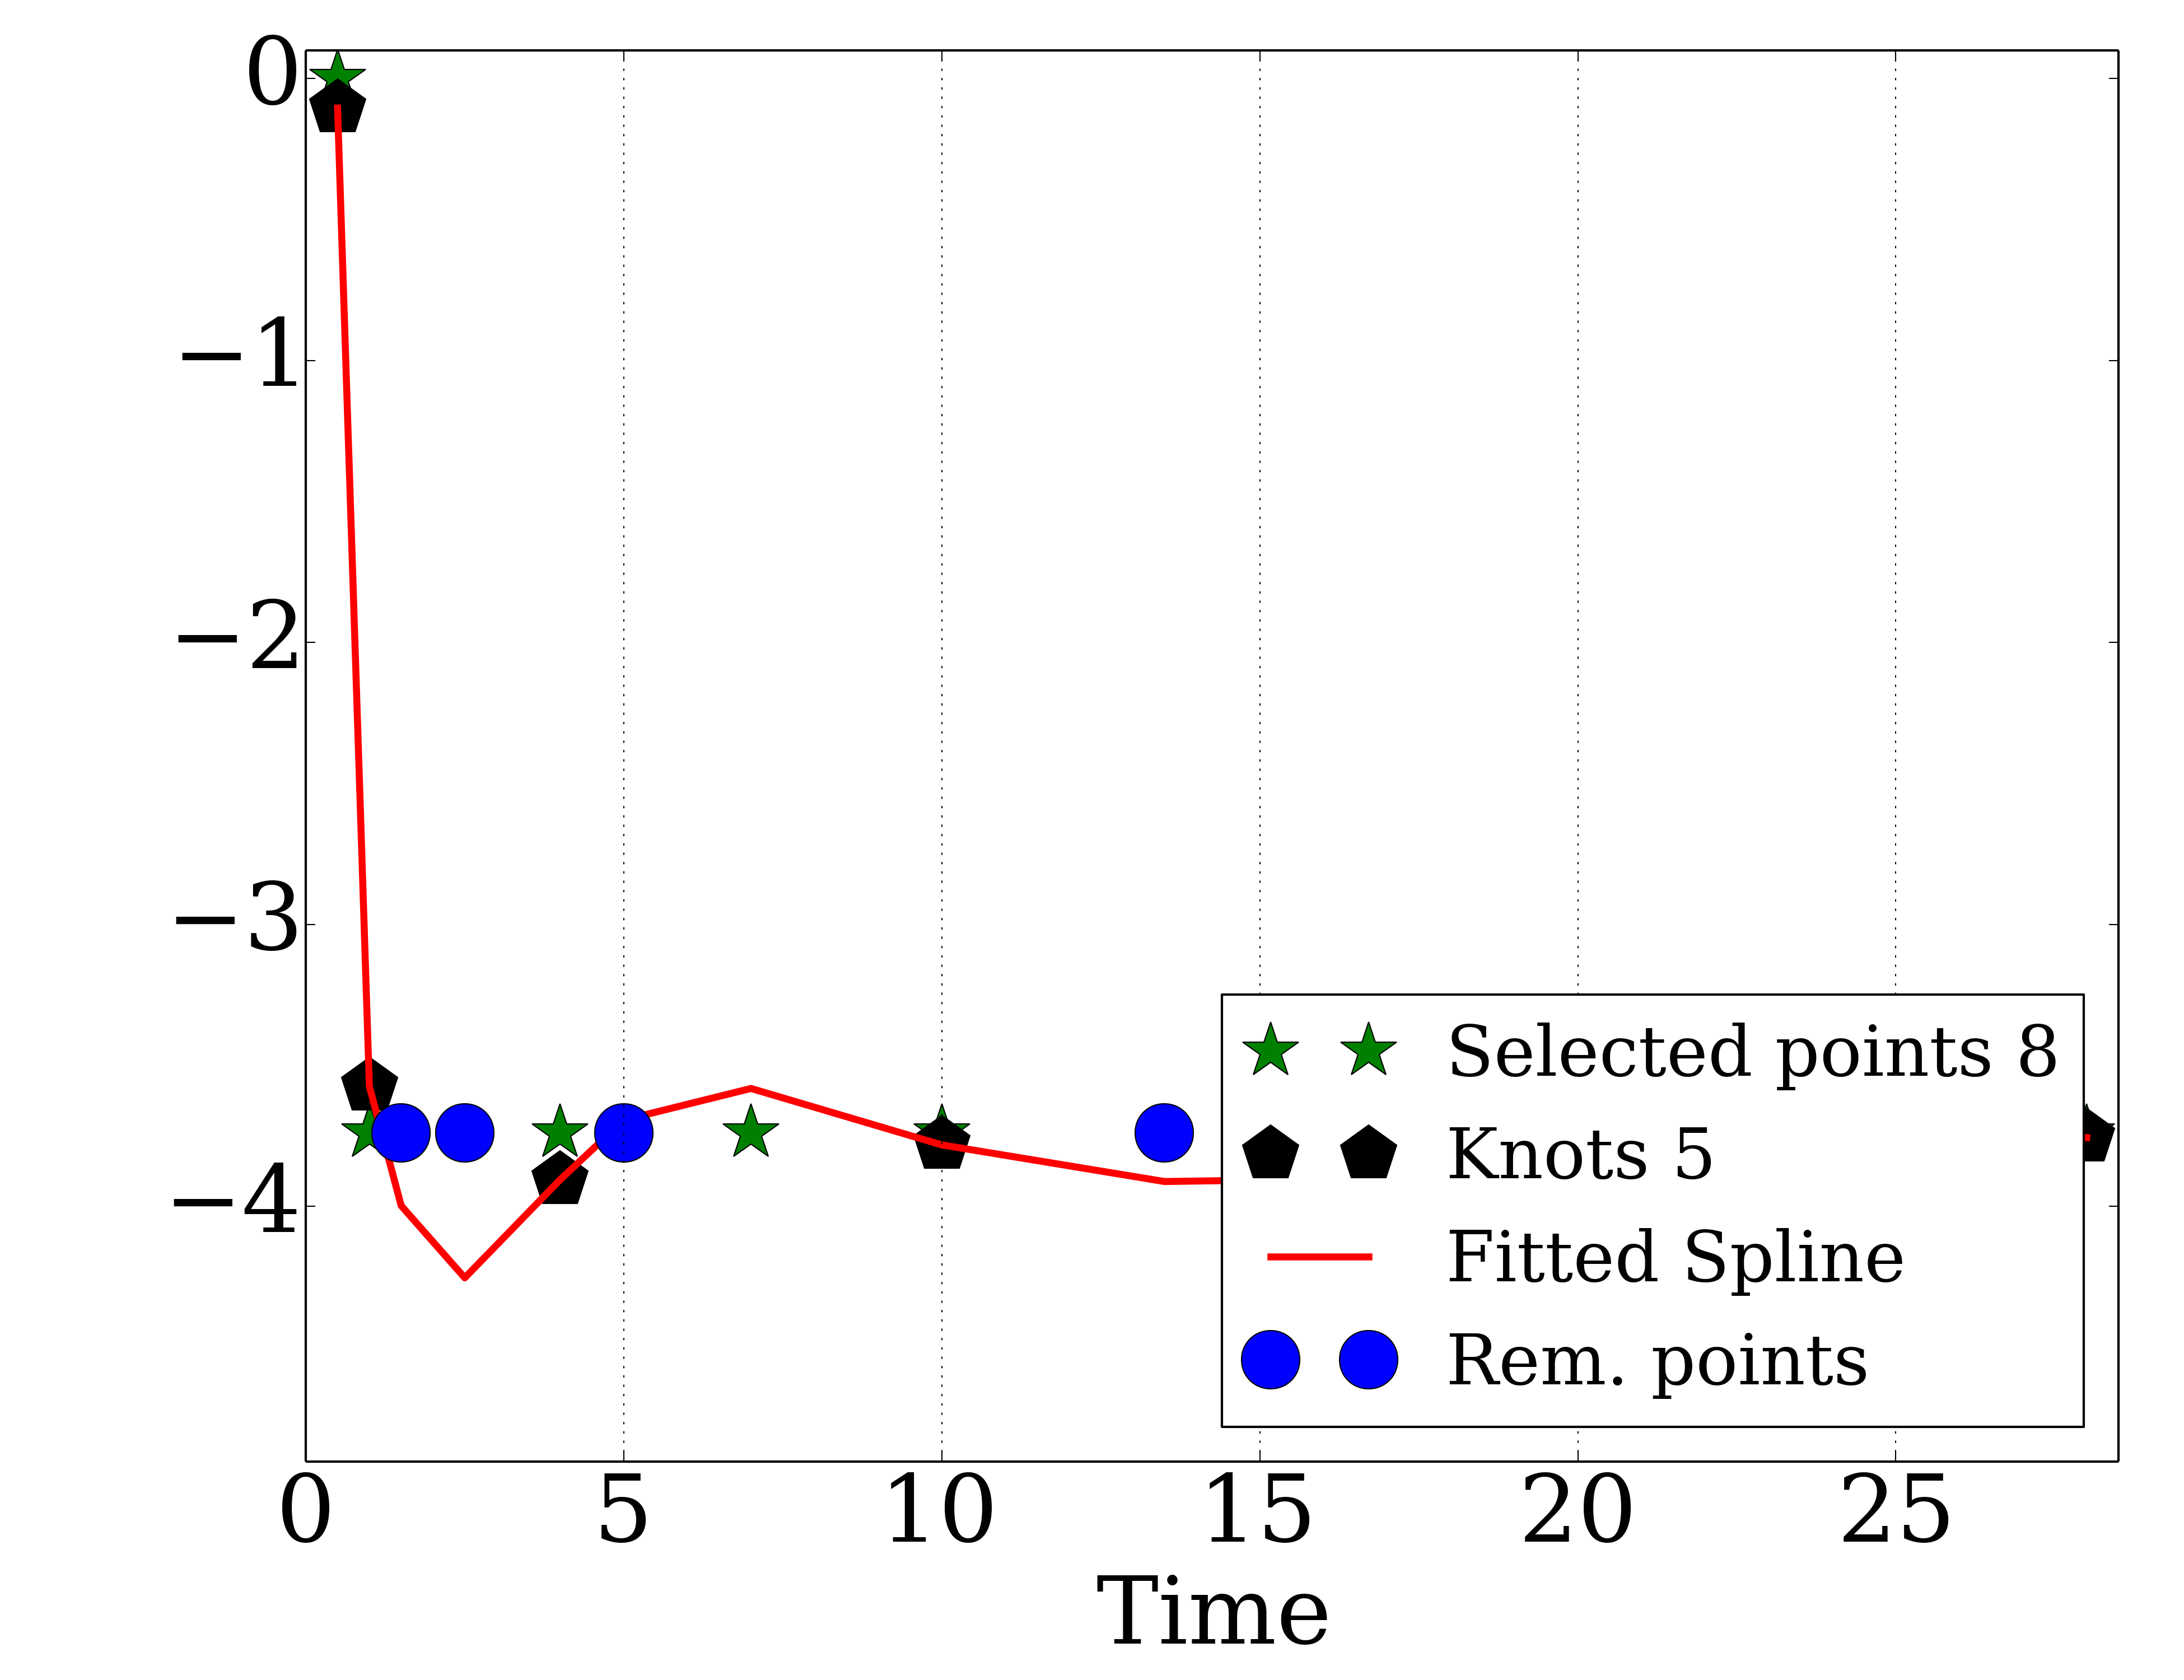 0
−1
−2
−3
−4
Selected points 8
Knots 5
Fitted Spline
Rem. points
0 5 10 15 20 25
Time